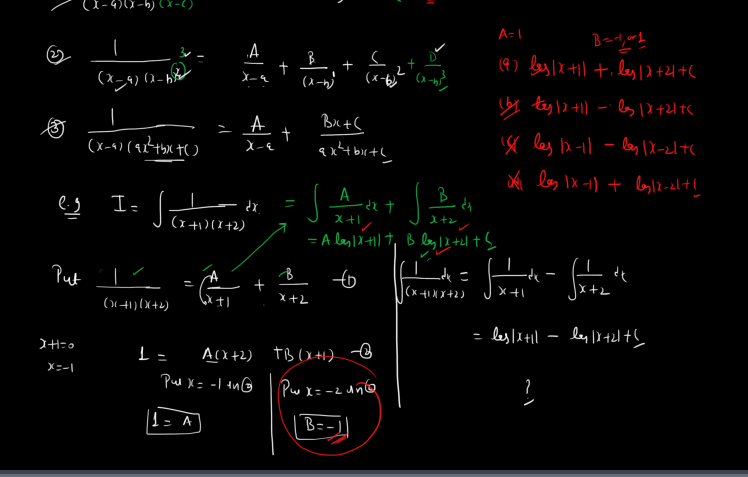 (x-a)(x-b)(x-c)
② 1/((x-a)(x-b)^3) = A/(x-a) + B/(x-b)^1 + C/(x-b)^2 + D/(x-b)^3
③ 1/((x-a)(ax²+bx+c)) = A/(x-a) + (Bx+C)/(ax²+bx+c)
A=1
B=-1, or 1
(a) log|x+1| + log|x+2|+C
(b) log|x+1| - log|x+2|+C
(c) log|x-1| - log|x-2|+C
(d) log|x-1| + log|x-2|+C
e.g I = ∫ 1/((x+1)(x+2)) dx = ∫ A/(x+1) dx + ∫ B/(x+2) dx
= A log|x+1| + B log|x+2| + C
Put 1/((x+1)(x+2)) = A/(x+1) + B/(x+2) —①
x+1=0
x=-1
1 = A(x+2) + B(x+1) —②
Put x=-1 in ②
1 = A
Put x=-2 in ②
B=-1
∫ 1/((x+1)(x+2)) dx = ∫ 1/(x+1) dx - ∫ 1/(x+2) dx
= log|x+1| - log|x+2|+C
?